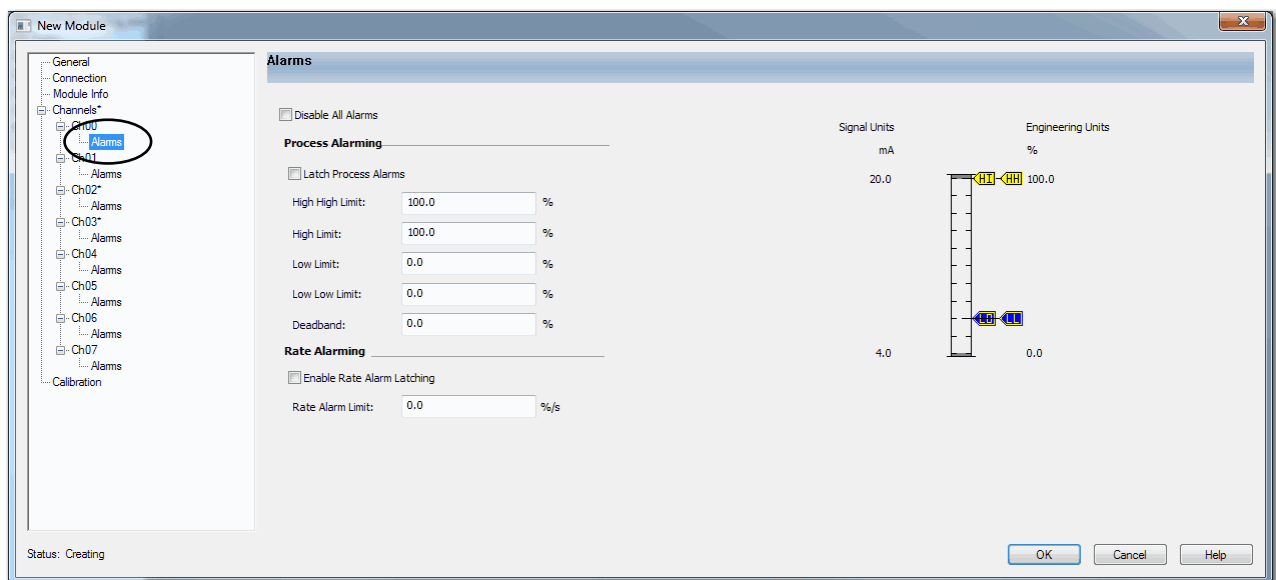 New Module
X
General
Connection
Module Info
Channels*
Ch00
Alarms
Ch01
Alarms
Ch02*
Alarms
Ch03*
Alarms
Ch04
Alarms
Ch05
Alarms
Ch06
Alarms
Ch07
Alarms
Calibration
Alarms
Disable All Alarms
Process Alarming
Latch Process Alarms
High High Limit: 100.0 %
High Limit: 100.0 %
Low Limit: 0.0 %
Low Low Limit: 0.0 %
Deadband: 0.0 %
Rate Alarming
Enable Rate Alarm Latching
Rate Alarm Limit: 0.0 %/s
Signal Units Engineering Units
mA %
20.0 HI HH 100.0
LL
4.0 0.0
Status: Creating
OK Cancel Help